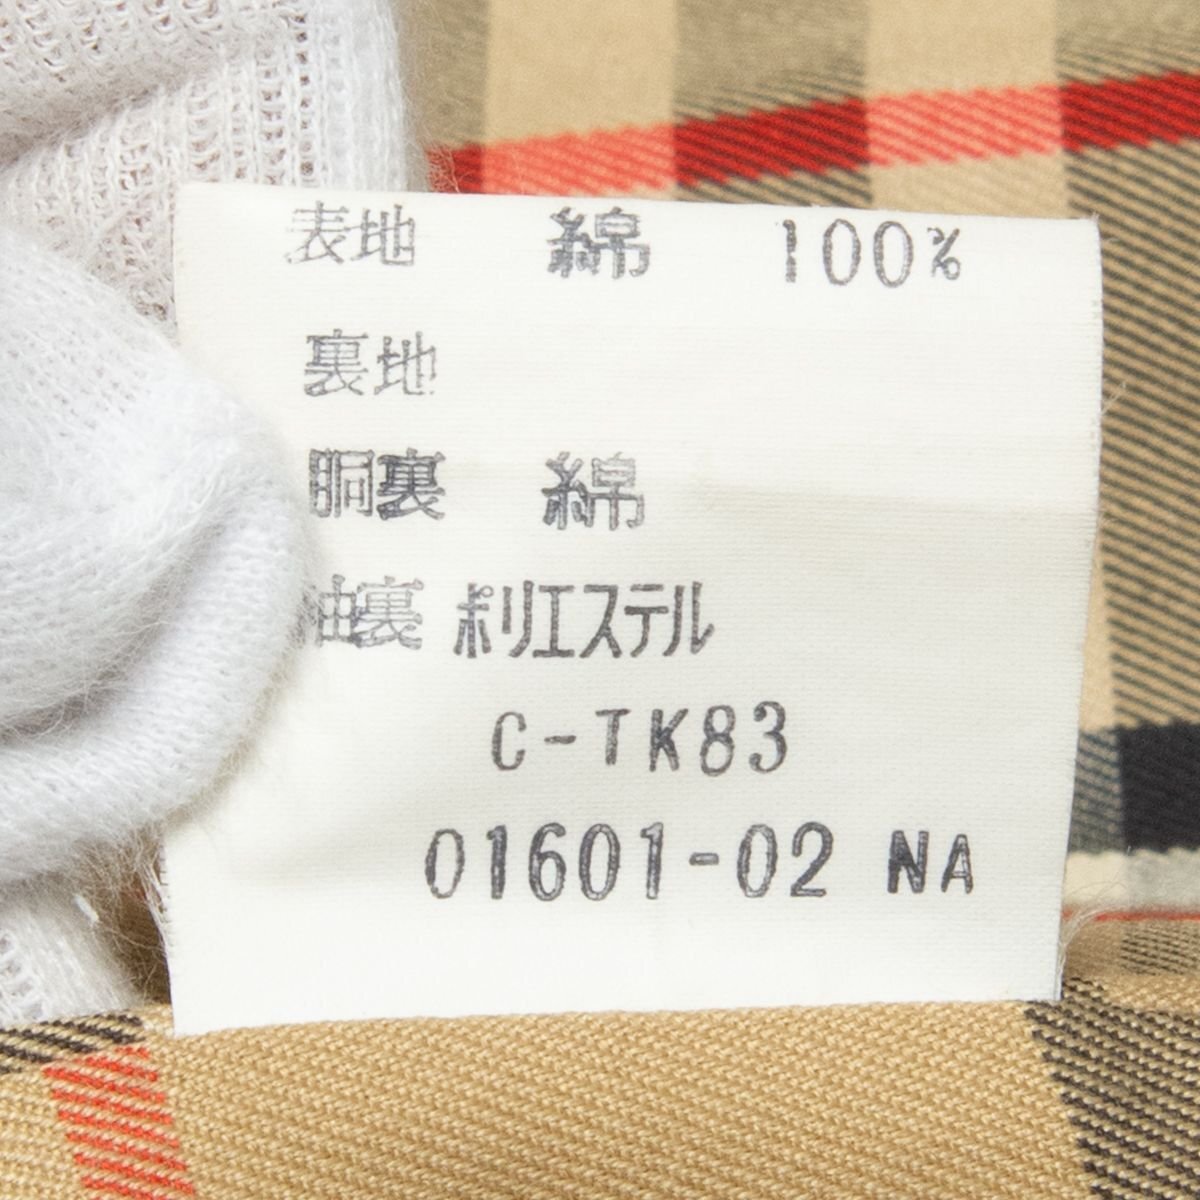 表地 綿 100%
裏地
胴裏 綿
袖裏 ポリエステル
C-TK83
01601-02 NA